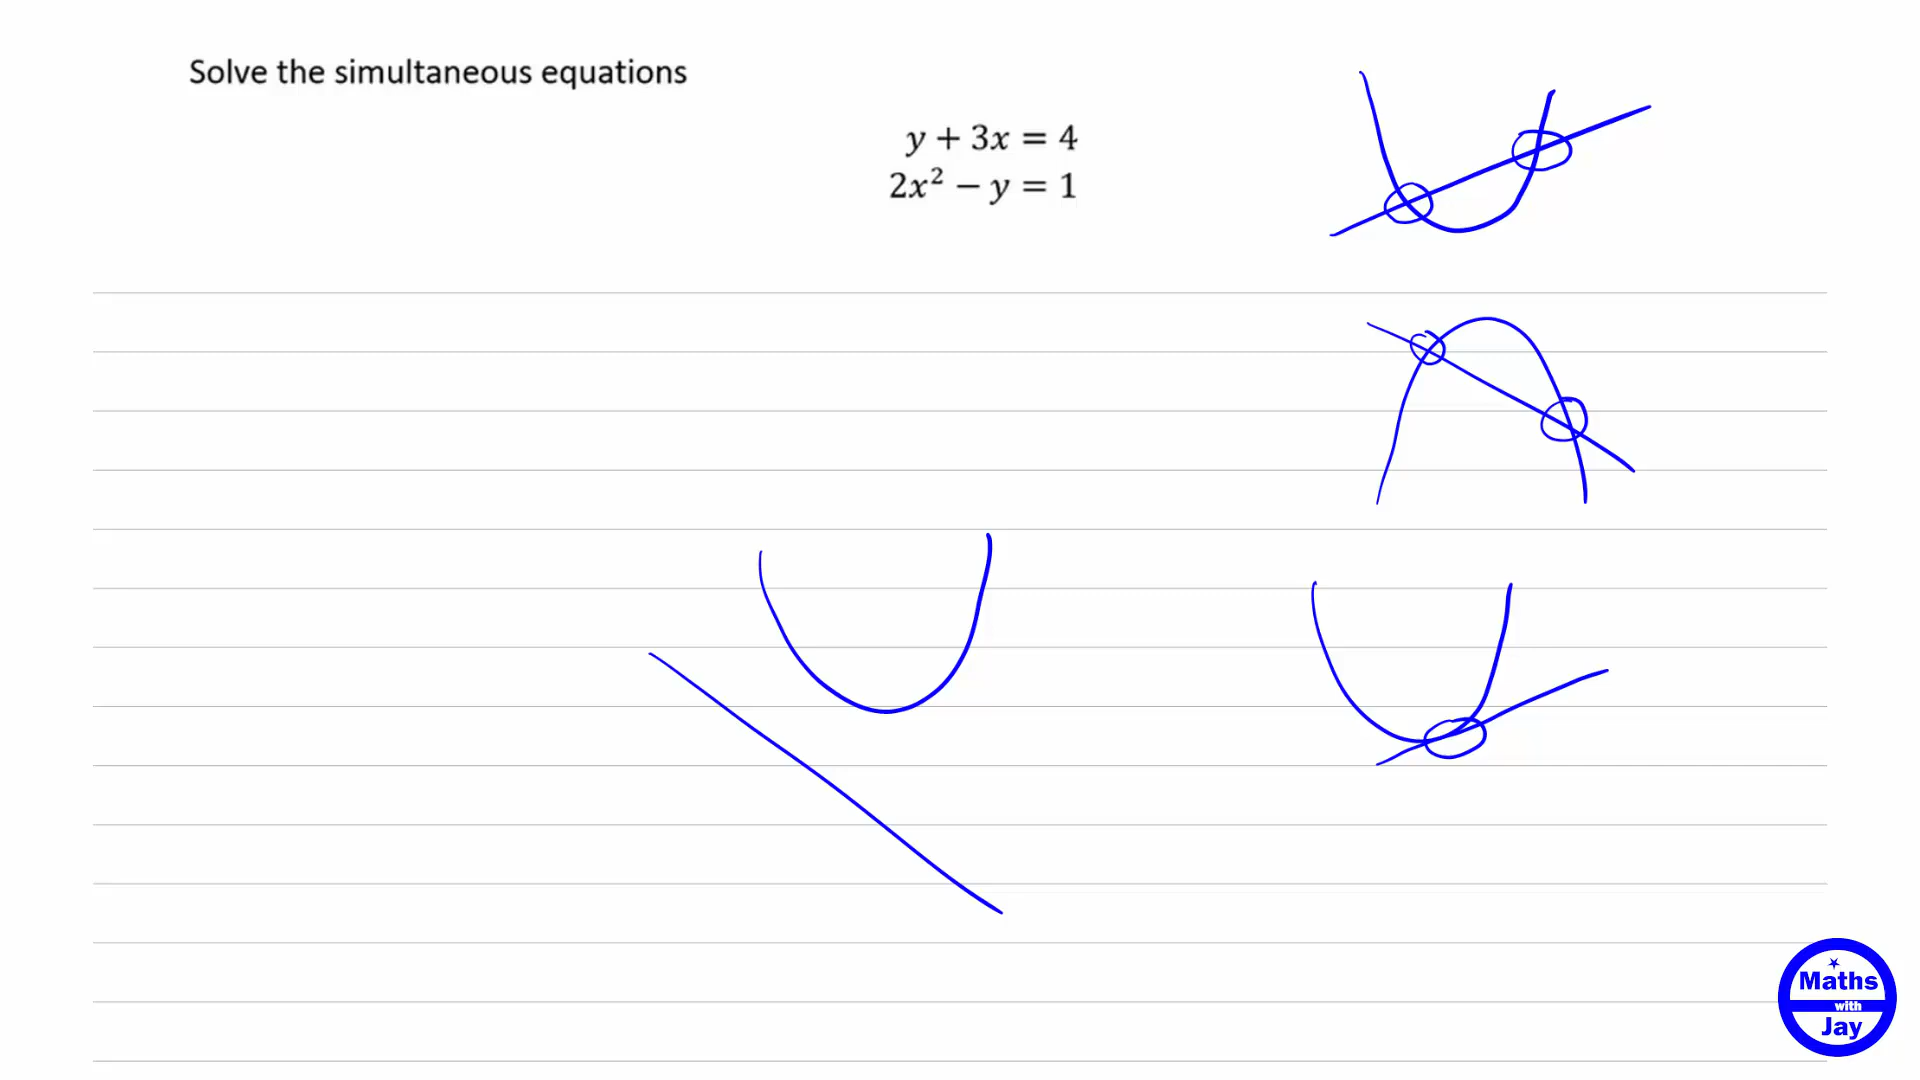 Solve the simultaneous equations
y + 3x = 4
2x² − y = 1
Maths
with
Jay